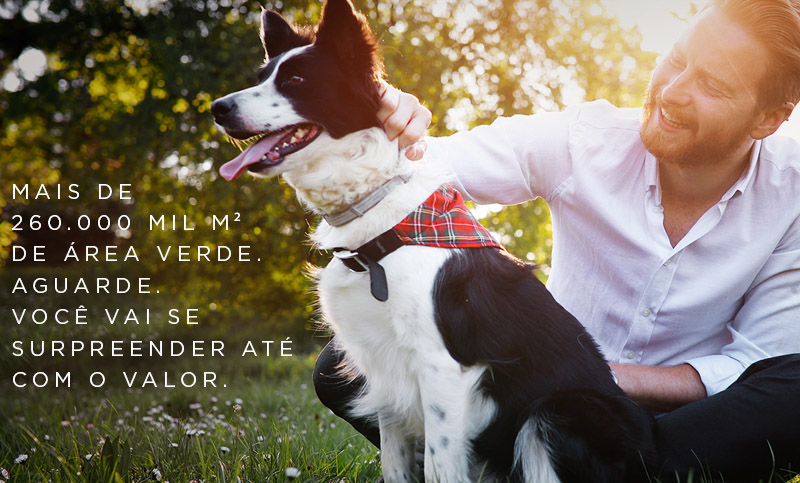 MAIS DE
260.000 MIL M²
DE ÁREA VERDE.
AGUARDE.
VOCÊ VAI SE
SURPREENDER ATÉ
COM O VALOR.